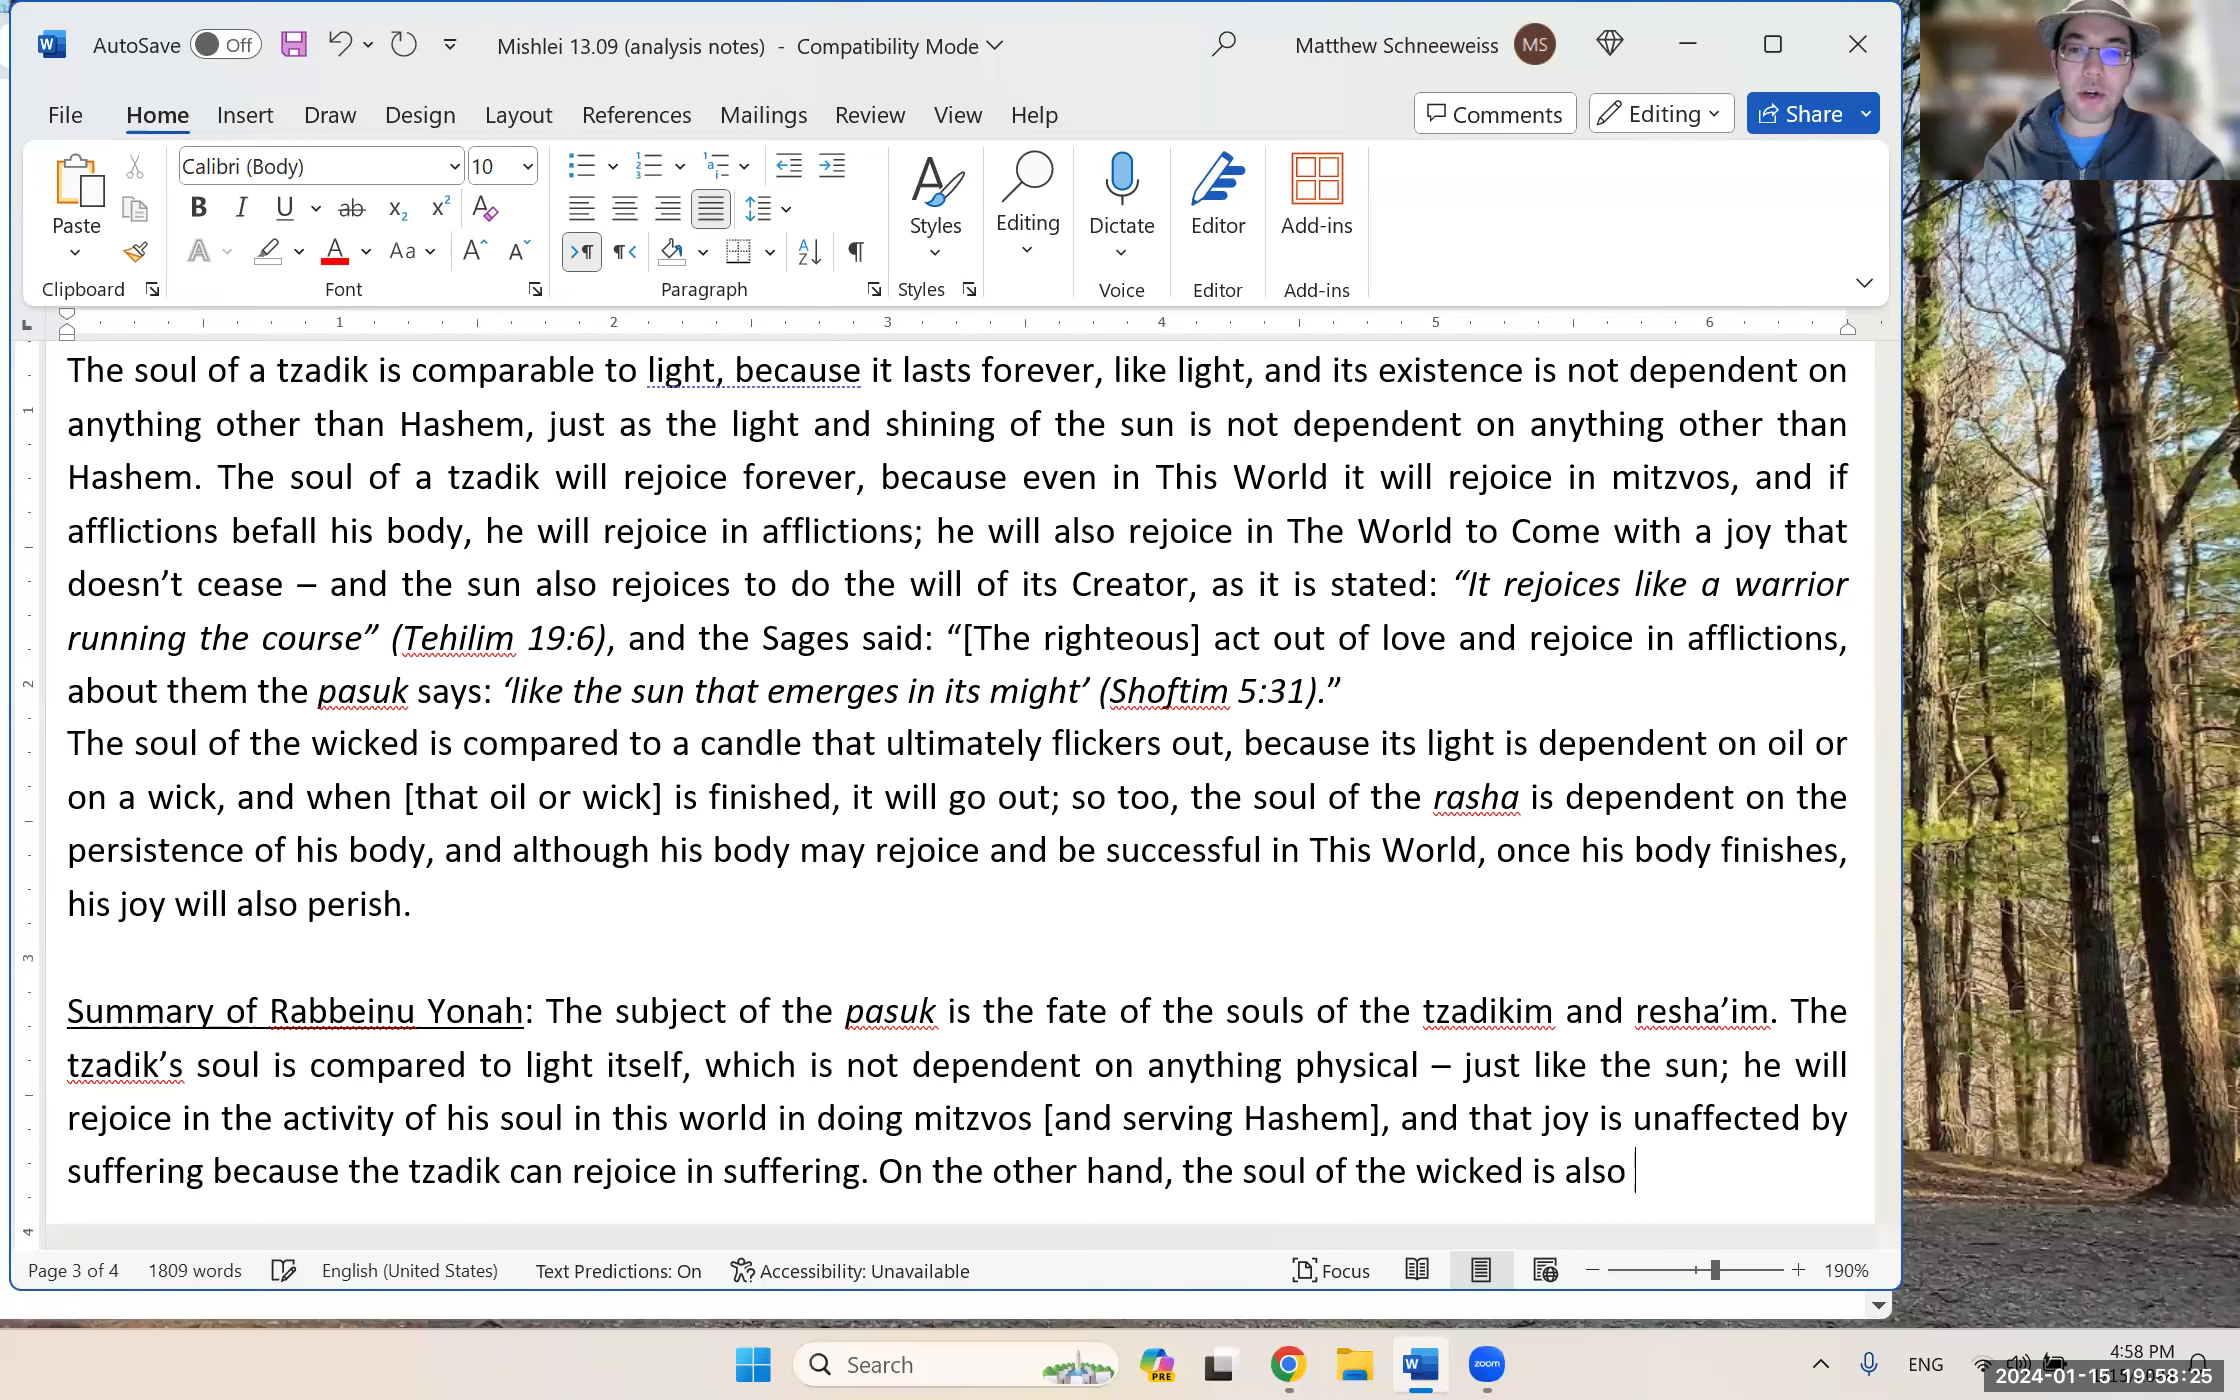 AutoSave Off Mishlei 13.09 (analysis notes) - Compatibility Mode Matthew Schneeweiss MS
File Home Insert Draw Design Layout References Mailings Review View Help Comments Editing Share
Calibri (Body) 10
Paste Styles Editing Dictate Editor Add-ins
Clipboard Font Paragraph Styles Voice Editor Add-ins
1 2 3 4 5 6
The soul of a tzadik is comparable to light, because it lasts forever, like light, and its existence is not dependent on
anything other than Hashem, just as the light and shining of the sun is not dependent on anything other than
Hashem. The soul of a tzadik will rejoice forever, because even in This World it will rejoice in mitzvos, and if
afflictions befall his body, he will rejoice in afflictions; he will also rejoice in The World to Come with a joy that
doesn’t cease – and the sun also rejoices to do the will of its Creator, as it is stated: “It rejoices like a warrior
running the course” (Tehilim 19:6), and the Sages said: “[The righteous] act out of love and rejoice in afflictions,
about them the pasuk says: ‘like the sun that emerges in its might’ (Shoftim 5:31).”
The soul of the wicked is compared to a candle that ultimately flickers out, because its light is dependent on oil or
on a wick, and when [that oil or wick] is finished, it will go out; so too, the soul of the rasha is dependent on the
persistence of his body, and although his body may rejoice and be successful in This World, once his body finishes,
his joy will also perish.
Summary of Rabbeinu Yonah: The subject of the pasuk is the fate of the souls of the tzadikim and resha’im. The
tzadik’s soul is compared to light itself, which is not dependent on anything physical – just like the sun; he will
rejoice in the activity of his soul in this world in doing mitzvos [and serving Hashem], and that joy is unaffected by
suffering because the tzadik can rejoice in suffering. On the other hand, the soul of the wicked is also
Page 3 of 4 1809 words English (United States) Text Predictions: On Accessibility: Unavailable Focus 190%
Search PRE zoom ENG 4:58 PM
2024-01-15 19:58:25